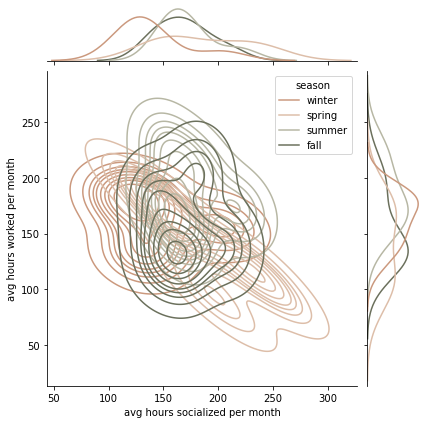 season
winter
spring
summer
fall
250
200
150
100
50
avg hours worked per month
50 100 150 200 250 300
avg hours socialized per month